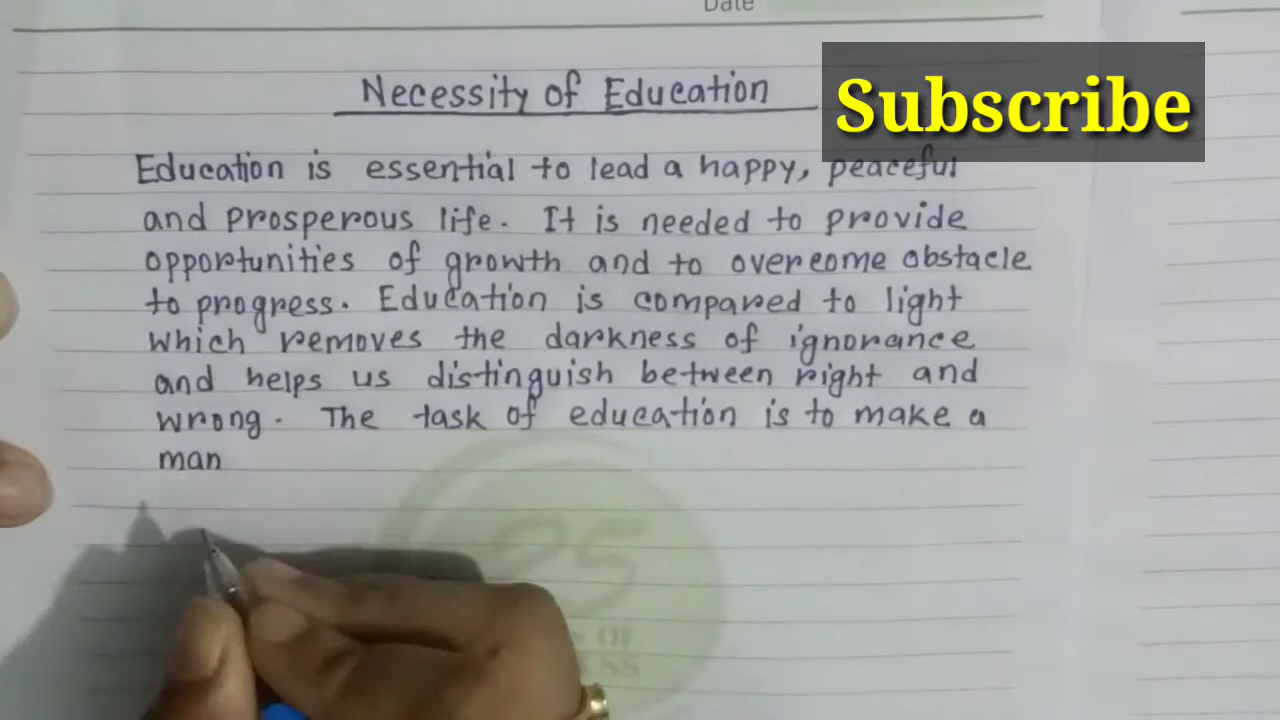 Date
Subscribe
Necessity of Education
Education is essential to lead a happy, peaceful
and prosperous life. It is needed to provide
opportunities of growth and to overcome obstacle
to progress. Education is compared to light
which removes the darkness of ignorance
and helps us distinguish between right and
wrong. The task of education is to make a
man
25
OF